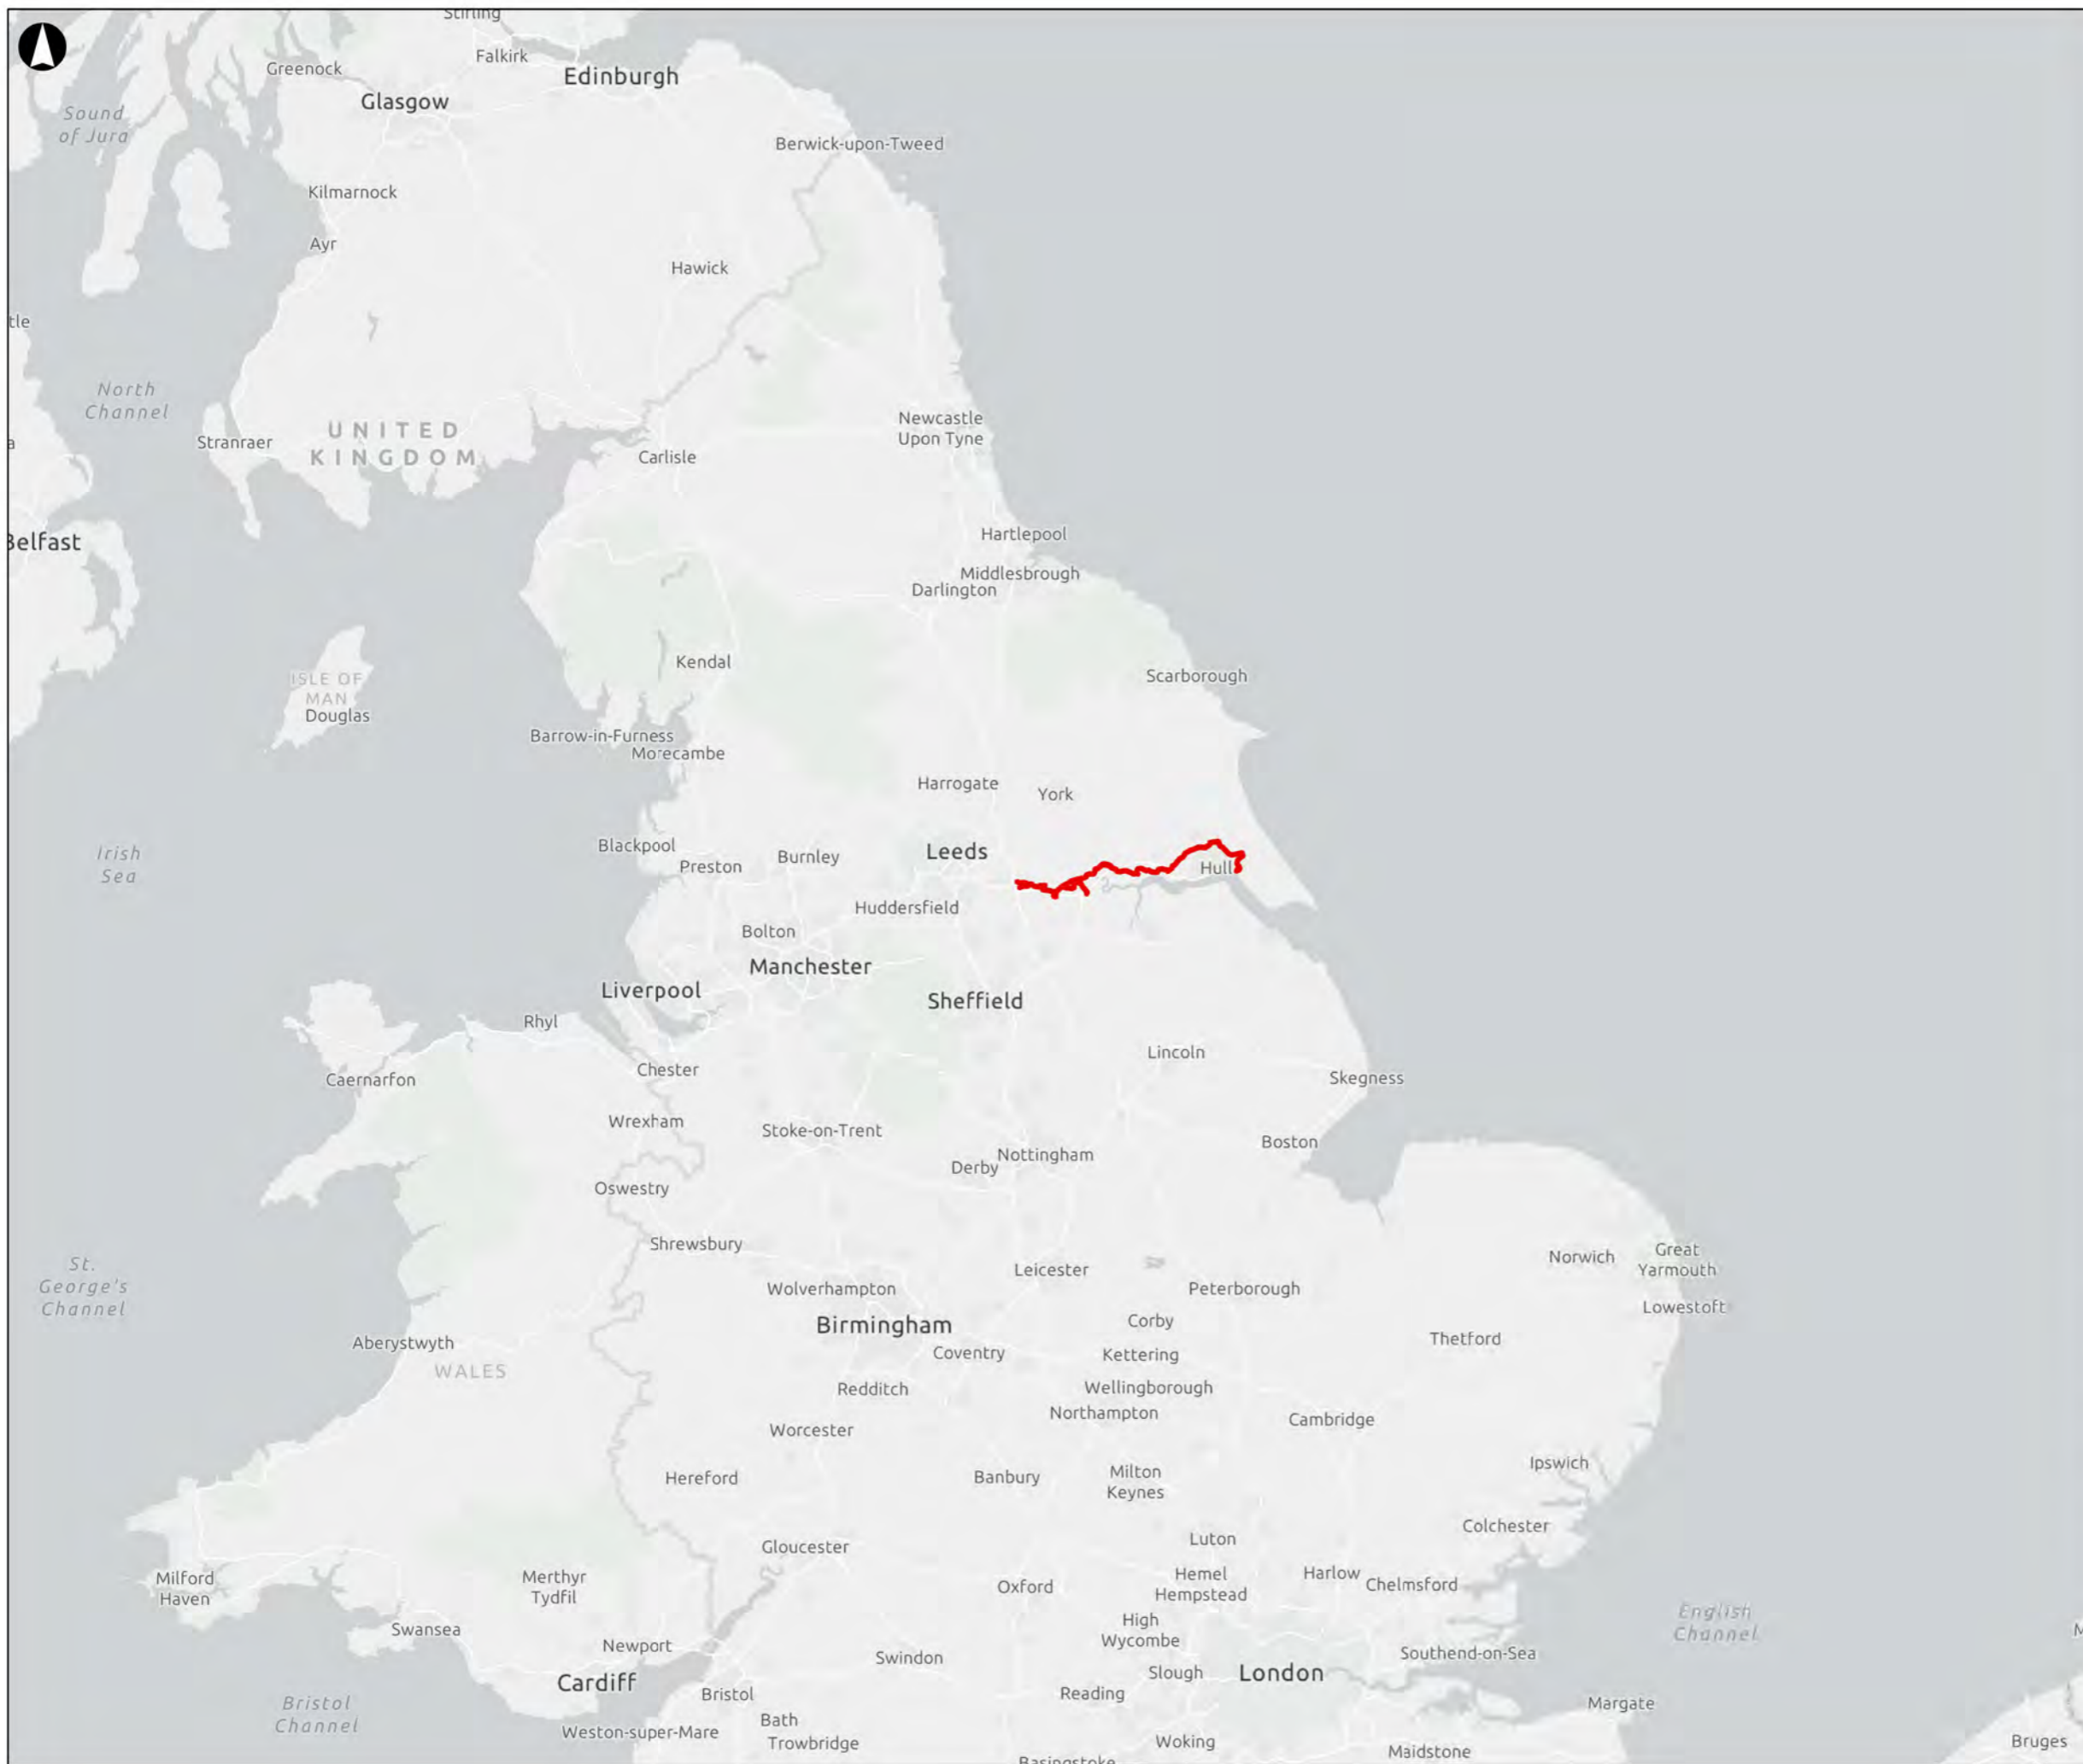 Stirling
Falkirk
Greenock
Edinburgh
Glasgow
Sound
of Jura
Berwick-upon-Tweed
Kilmarnock
Ayr
Hawick
tle
North
Channel
Newcastle
Upon Tyne
UNITED
KINGDOM
Stranraer
a
Carlisle
Hartlepool
Belfast
Middlesbrough
Darlington
Kendal
Scarborough
ISLE OF
MAN
Douglas
Barrow-in-Furness
Morecambe
Harrogate
York
Blackpool
Irish
Sea
Leeds
Burnley
Preston
Hull
Huddersfield
Bolton
Manchester
Liverpool
Sheffield
Rhyl
Lincoln
Chester
Caernarfon
Skegness
Wrexham
Stoke-on-Trent
Boston
Nottingham
Derby
Oswestry
Shrewsbury
Norwich
Great
Yarmouth
St.
George's
Channel
Leicester
Wolverhampton
Peterborough
Lowestoft
Birmingham
Corby
Thetford
Aberystwyth
Coventry
Kettering
WALES
Redditch
Wellingborough
Northampton
Cambridge
Worcester
Ipswich
Hereford
Banbury
Milton
Keynes
Colchester
Luton
Gloucester
Milford
Haven
Merthyr
Tydfil
Oxford
Hemel
Hempstead
Harlow
Chelmsford
English
Channel
High
Wycombe
Swansea
Newport
Swindon
Southend-on-Sea
Cardiff
Slough
London
Bristol
Reading
Margate
Bristol
Channel
Bath
Weston-super-Mare
Trowbridge
Woking
Maidstone
Bruges
Basingstoke